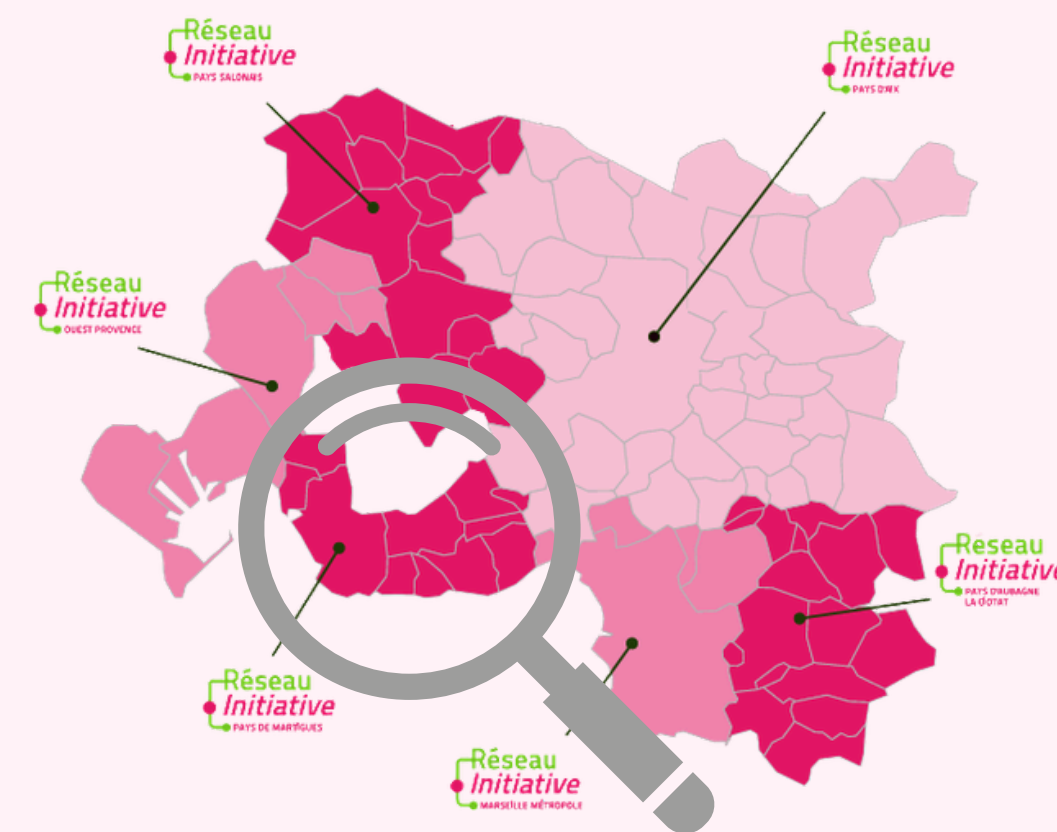 Réseau
Initiative
PAYS SALONAIS
Réseau
Initiative
PAYS D'AIX
Réseau
Initiative
OUEST PROVENCE
Reseau
Initiative
PAYS D'AUBAGNE
LA CIOTAT
Réseau
Initiative
PAYS DE MARTIGUES
Réseau
Initiative
MARSEILLE MÉTROPOLE